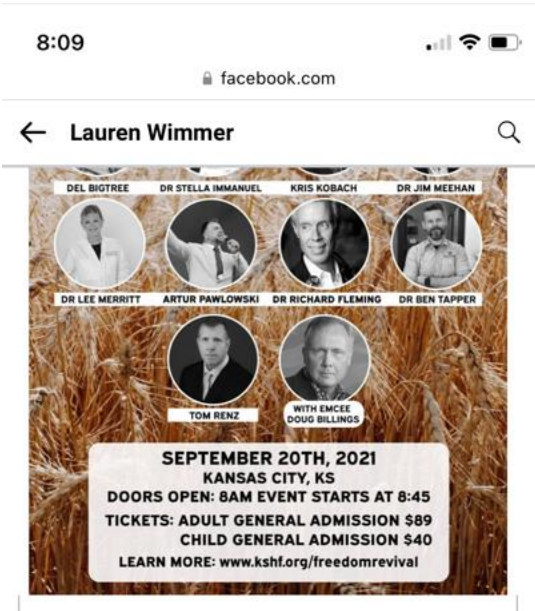 8:09
facebook.com
Lauren Wimmer
DEL BIGTREE DR STELLA IMMANUEL KRIS KOBACH DR JIM MEEHAN
DR LEE MERRITT ARTUR PAWLOWSKI DR RICHARD FLEMING DR BEN TAPPER
TOM RENZ WITH EMCEE
DOUG BILLINGS
SEPTEMBER 20TH, 2021
KANSAS CITY, KS
DOORS OPEN: 8AM EVENT STARTS AT 8:45
TICKETS: ADULT GENERAL ADMISSION $89
CHILD GENERAL ADMISSION $40
LEARN MORE: www.kshf.org/freedomrevival